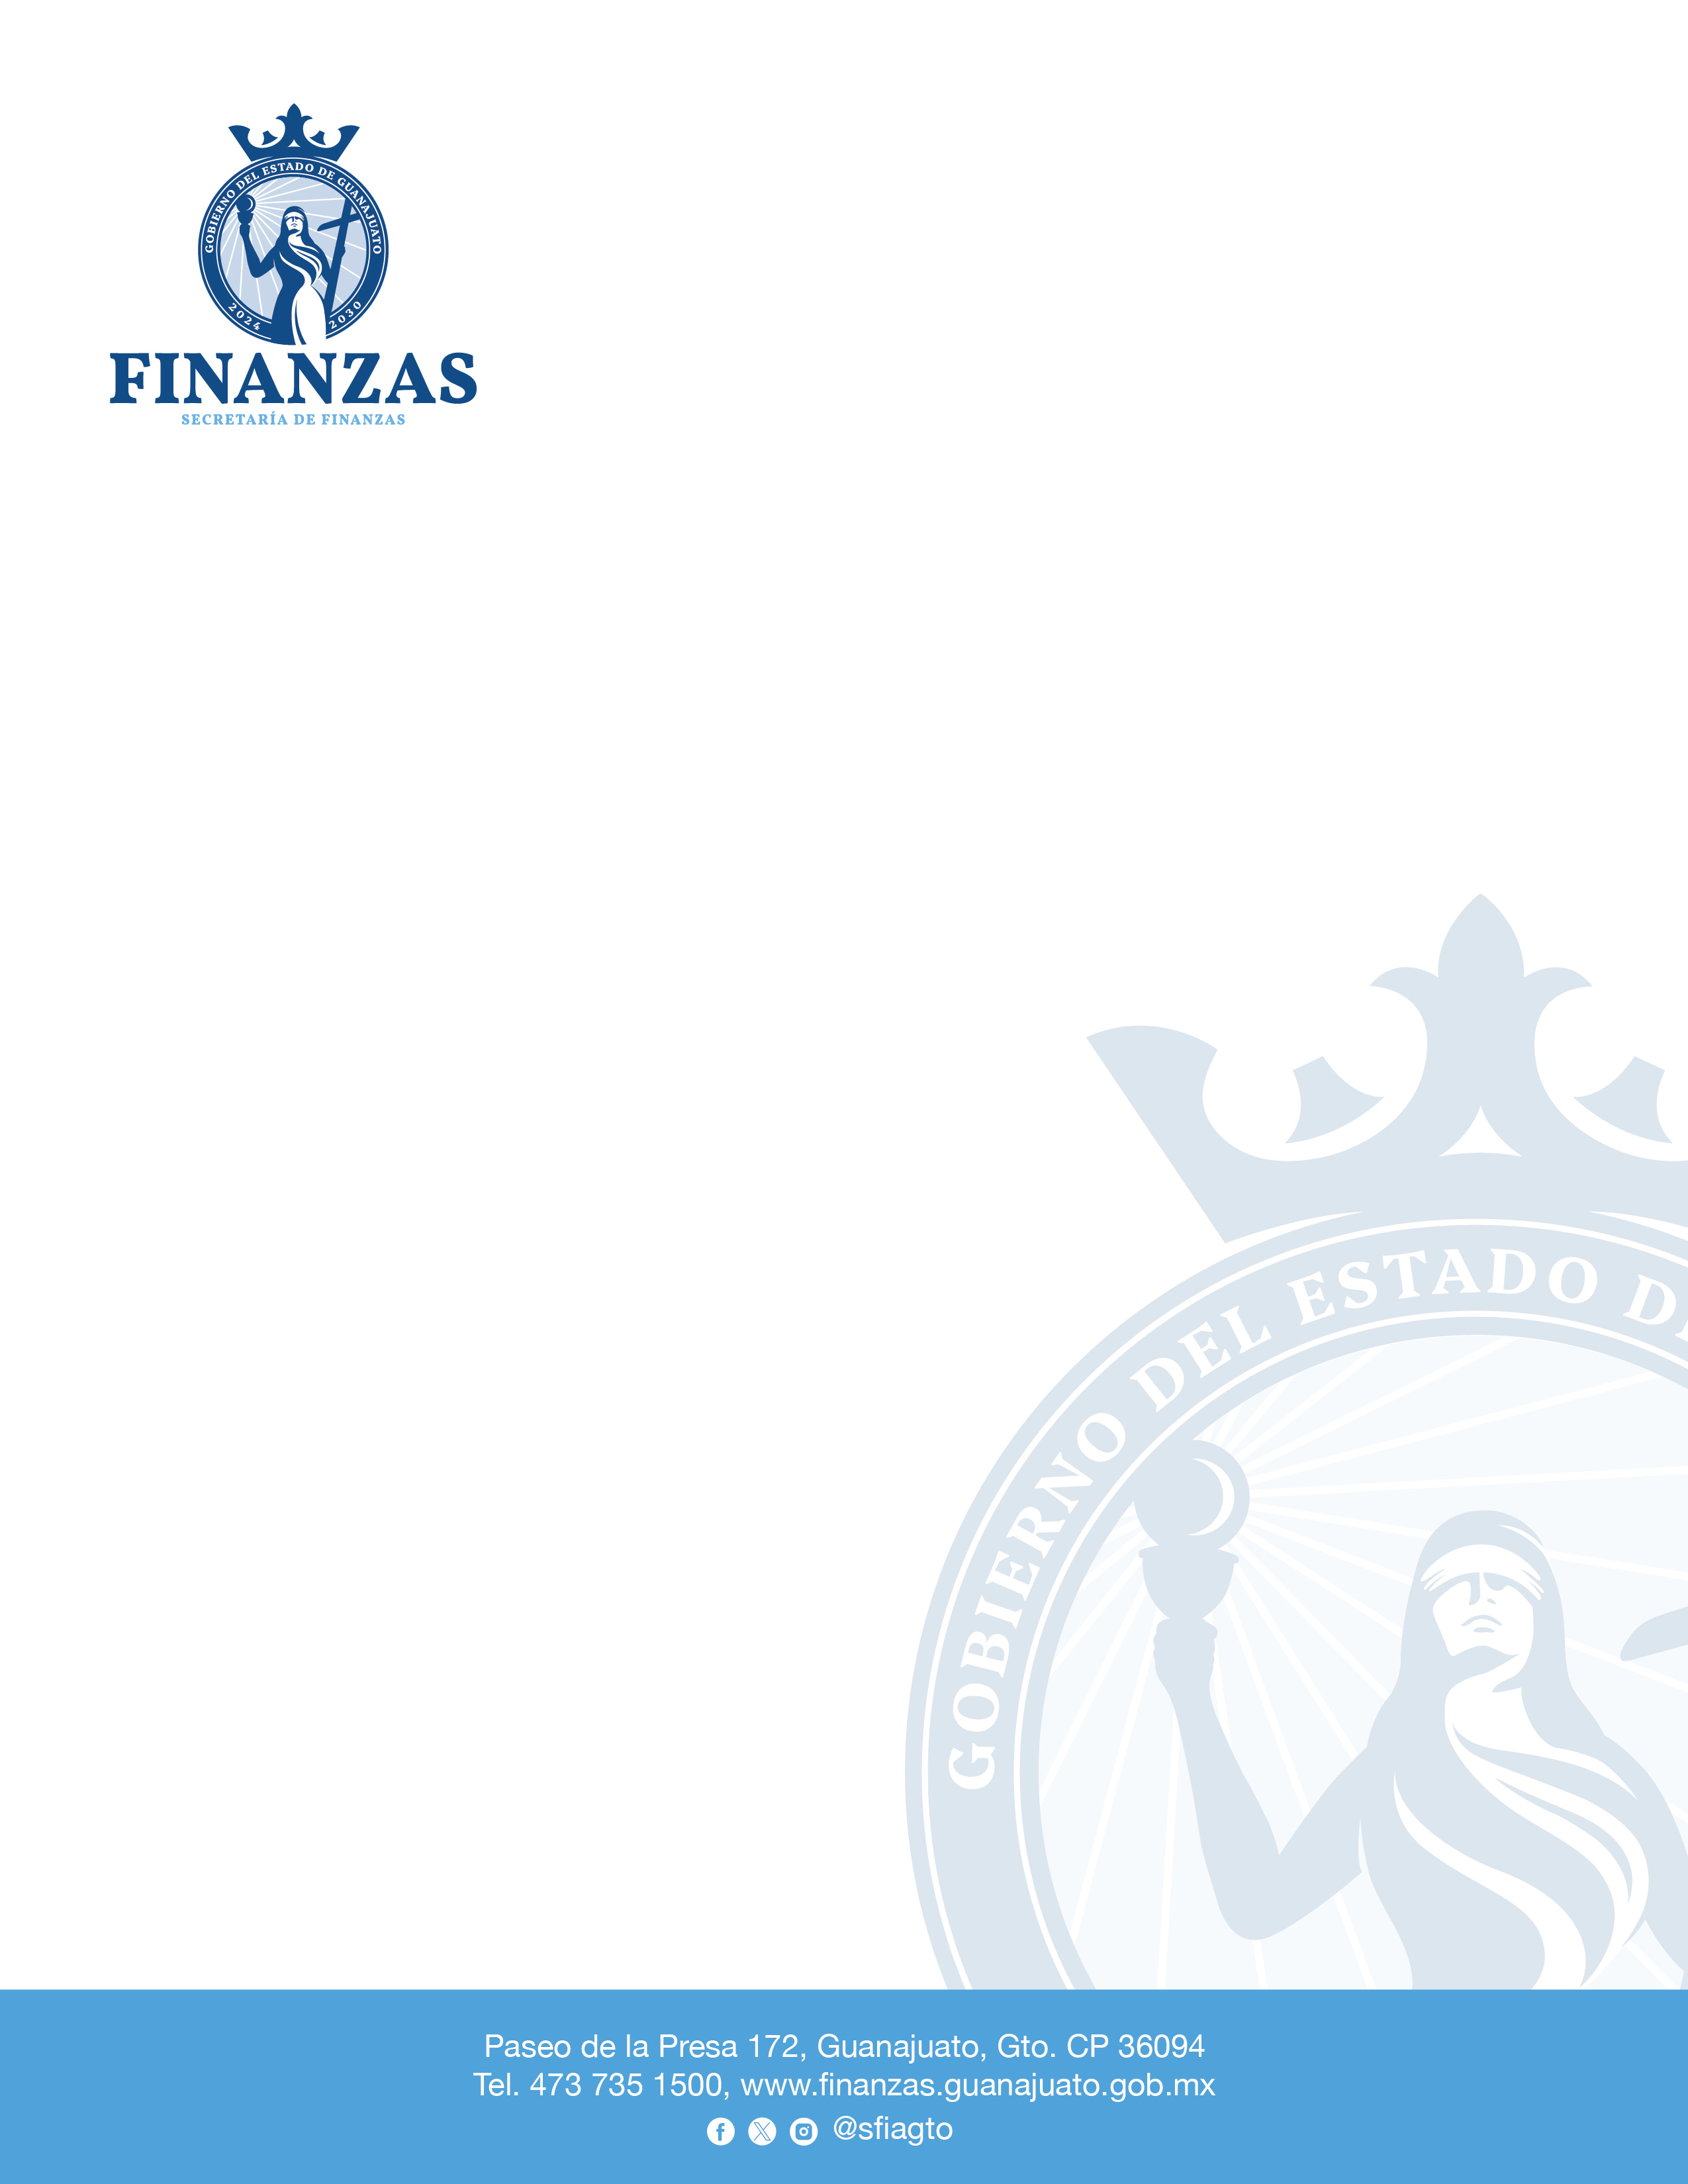 GOBIERNO DEL ESTADO DE GUANAJUATO
2024 2030
FINANZAS
SECRETARÍA DE FINANZAS
GOBIERNO DEL ESTADO D
Paseo de la Presa 172, Guanajuato, Gto. CP 36094
Tel. 473 735 1500, www.finanzas.guanajuato.gob.mx
@sfiagto